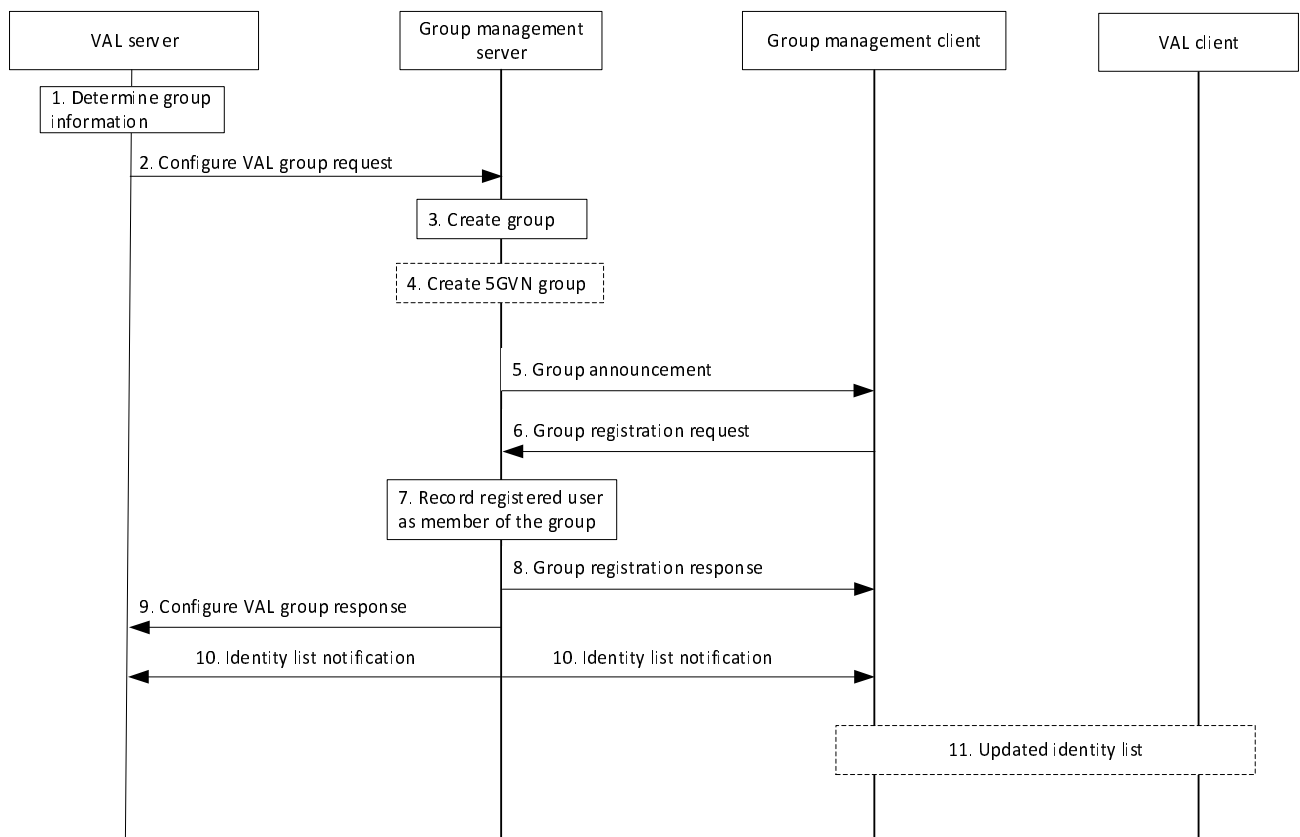 VAL server
Group management
server
Group management client
VAL client
1. Determine group
information
2. Configure VAL group request
3. Create group
4. Create 5GVN group
5. Group announcement
6. Group registration request
7. Record registered user
as member of the group
8. Group registration response
9. Configure VAL group response
10. Identity list notification
10. Identity list notification
11. Updated identity list